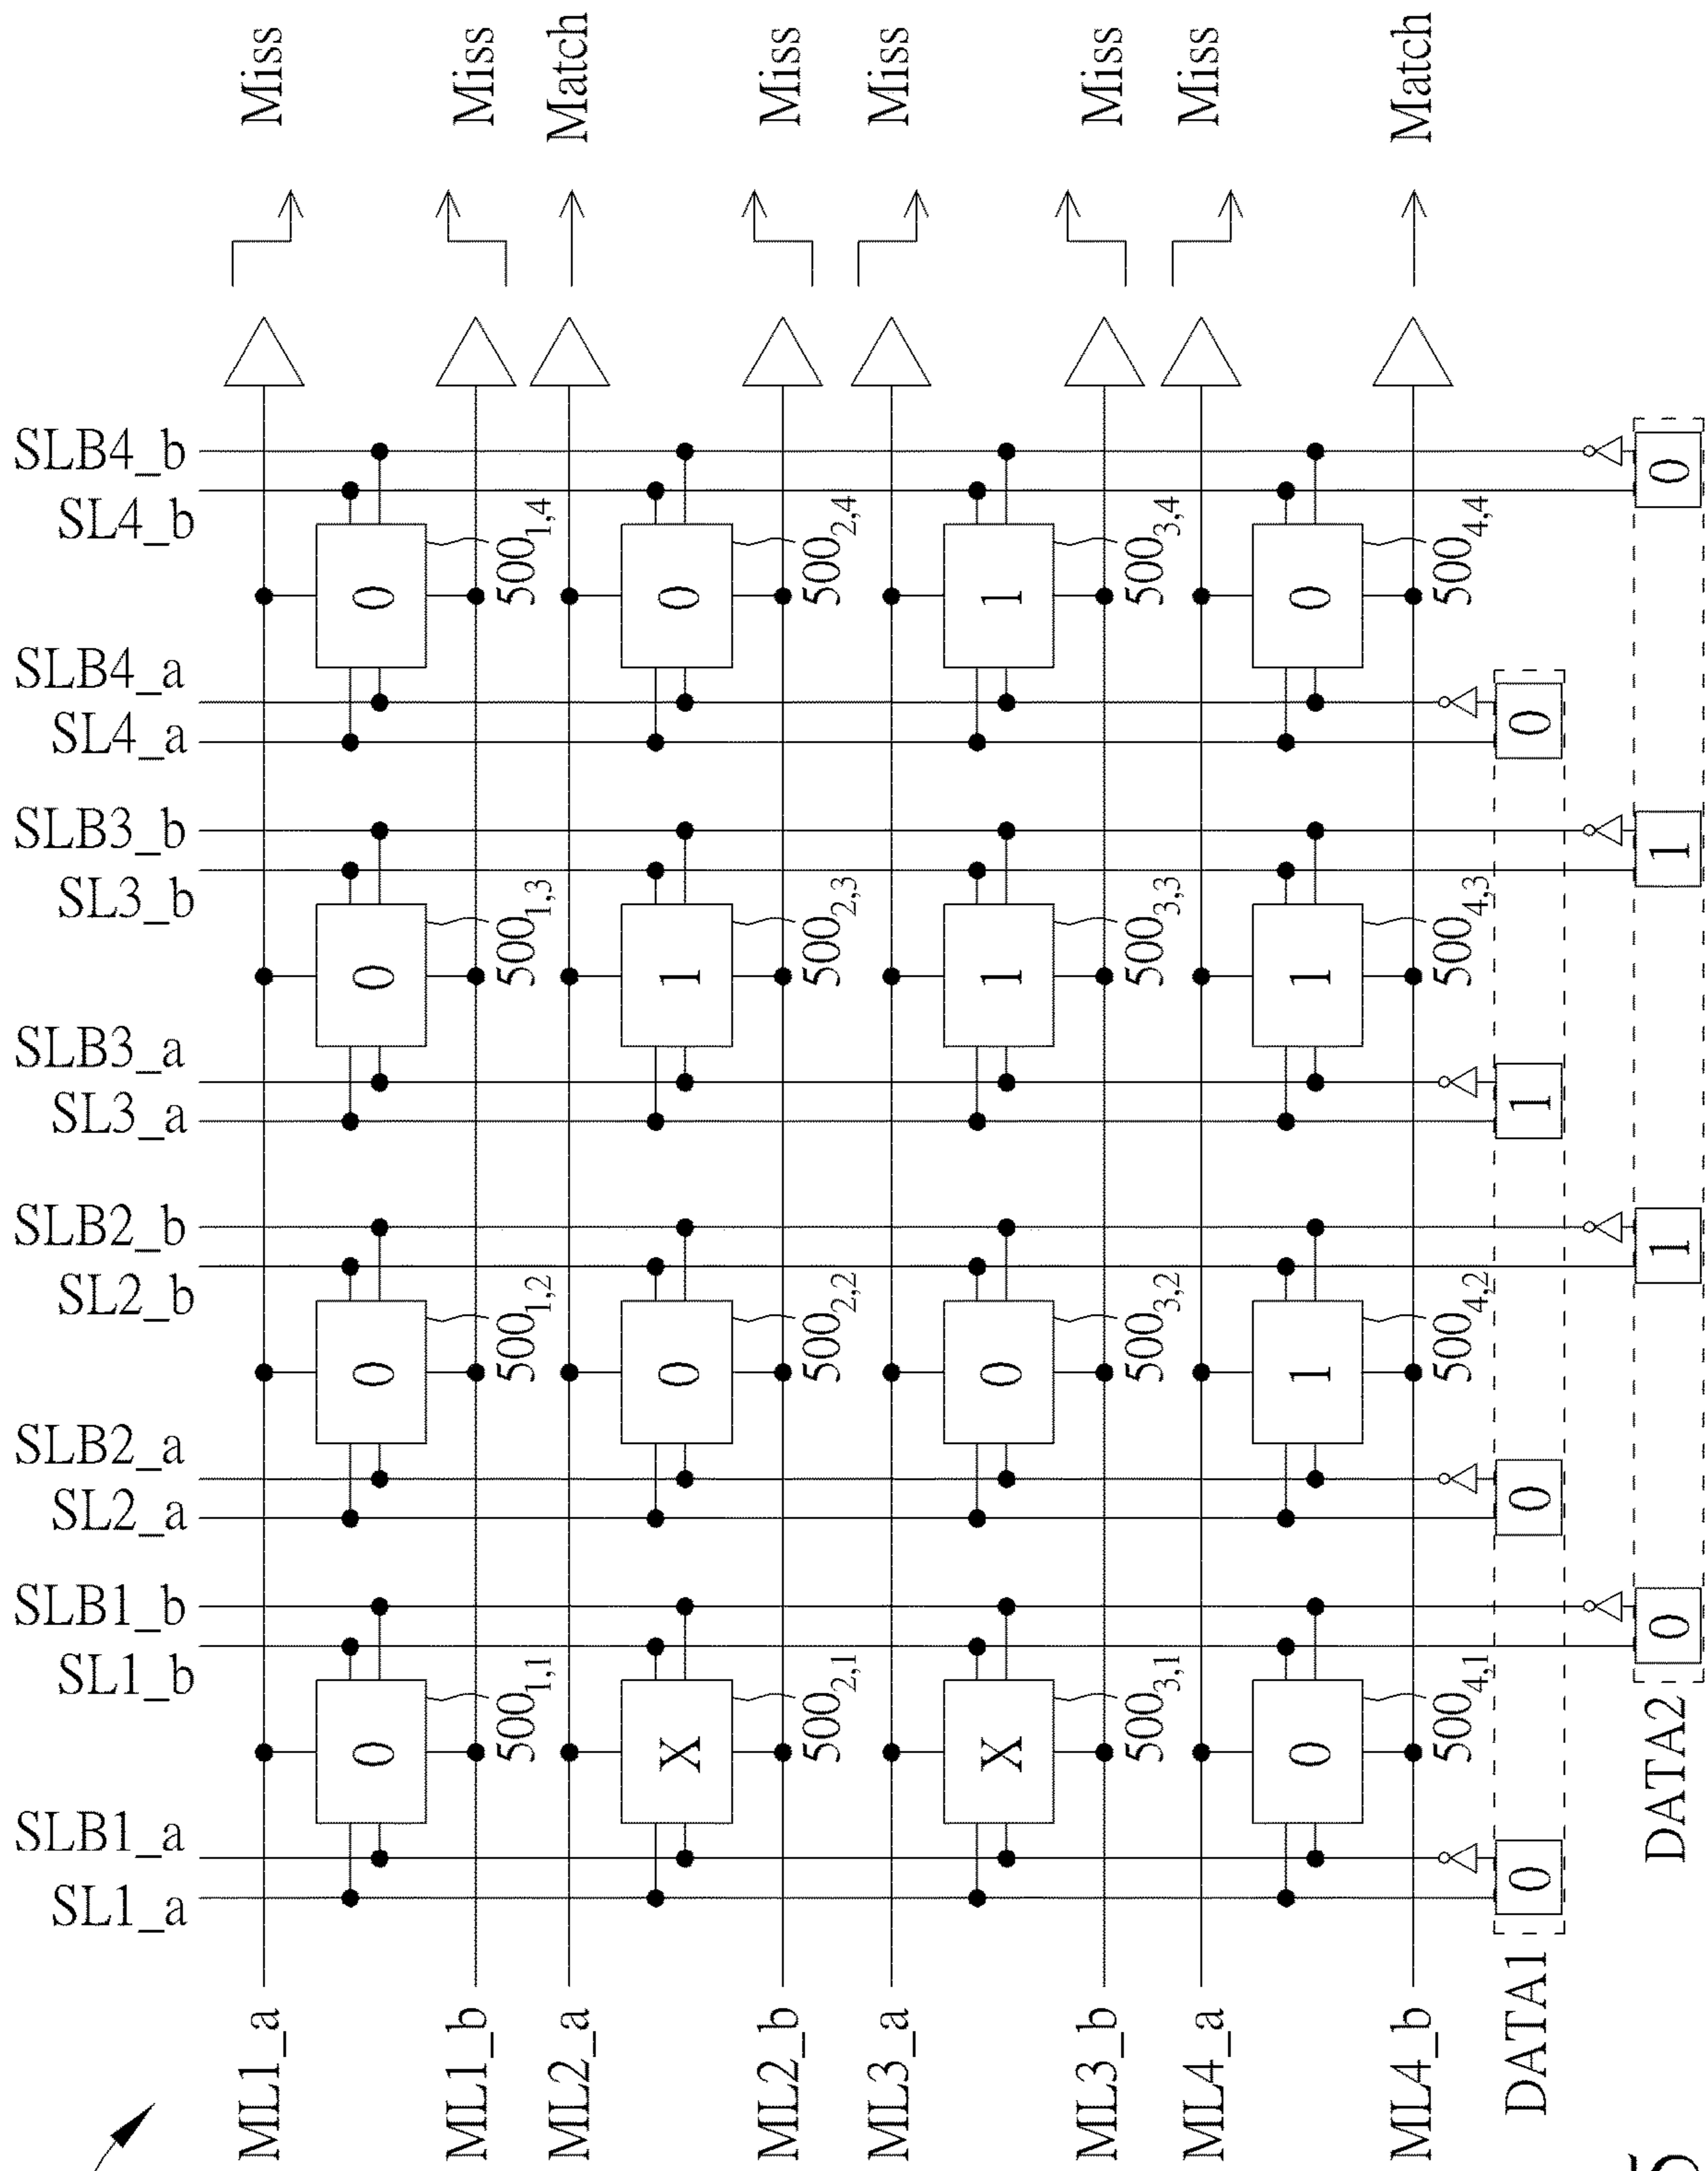 SL1_a SLB1_a SL1_b SLB1_b SL2_a SLB2_a SL2_b SLB2_b SL3_a SLB3_a SL3_b SLB3_b SL4_a SLB4_a SL4_b SLB4_b
ML1_a Miss
0 0 0 0
ML1_b Miss
500₁,₁ 500₁,₂ 500₁,₃ 500₁,₄
ML2_a Match
X 0 1 0
ML2_b Miss
500₂,₁ 500₂,₂ 500₂,₃ 500₂,₄
ML3_a Miss
X 0 1 1
ML3_b Miss
500₃,₁ 500₃,₂ 500₃,₃ 500₃,₄
ML4_a Miss
0 1 1 0
ML4_b Match
500₄,₁ 500₄,₂ 500₄,₃ 500₄,₄
DATA1 0 0 1 0
DATA2 0 1 1 0